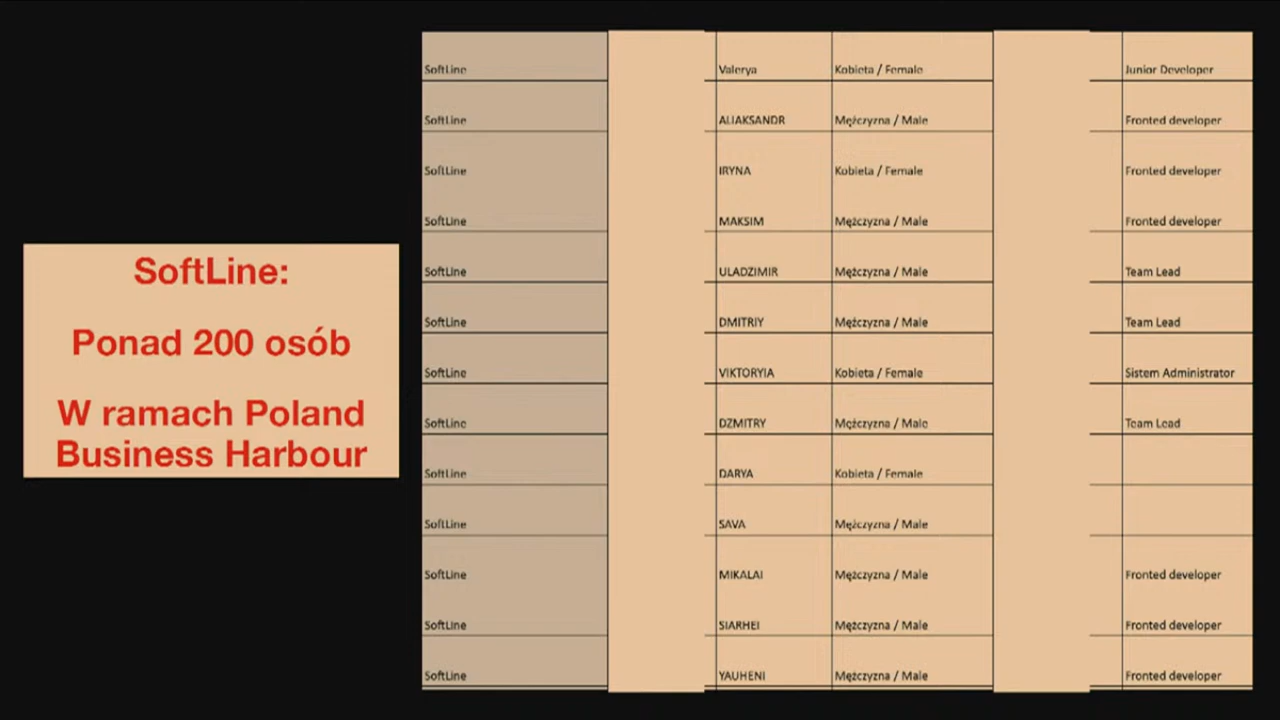 SoftLine:
Ponad 200 osób
W ramach Poland
Business Harbour
SoftLine Valerya Kobieta / Female Junior Developer
SoftLine ALIAKSANDR Mężczyzna / Male Fronted developer
SoftLine IRYNA Kobieta / Female Fronted developer
SoftLine MAKSIM Mężczyzna / Male Fronted developer
SoftLine ULADZIMIR Mężczyzna / Male Team Lead
SoftLine DMITRIY Mężczyzna / Male Team Lead
SoftLine VIKTORYIA Kobieta / Female Sistem Administrator
SoftLine DZMITRY Mężczyzna / Male Team Lead
SoftLine DARYA Kobieta / Female
SoftLine SAVA Mężczyzna / Male
SoftLine MIKALAI Mężczyzna / Male Fronted developer
SoftLine SIARHEI Mężczyzna / Male Fronted developer
SoftLine YAUHENI Mężczyzna / Male Fronted developer